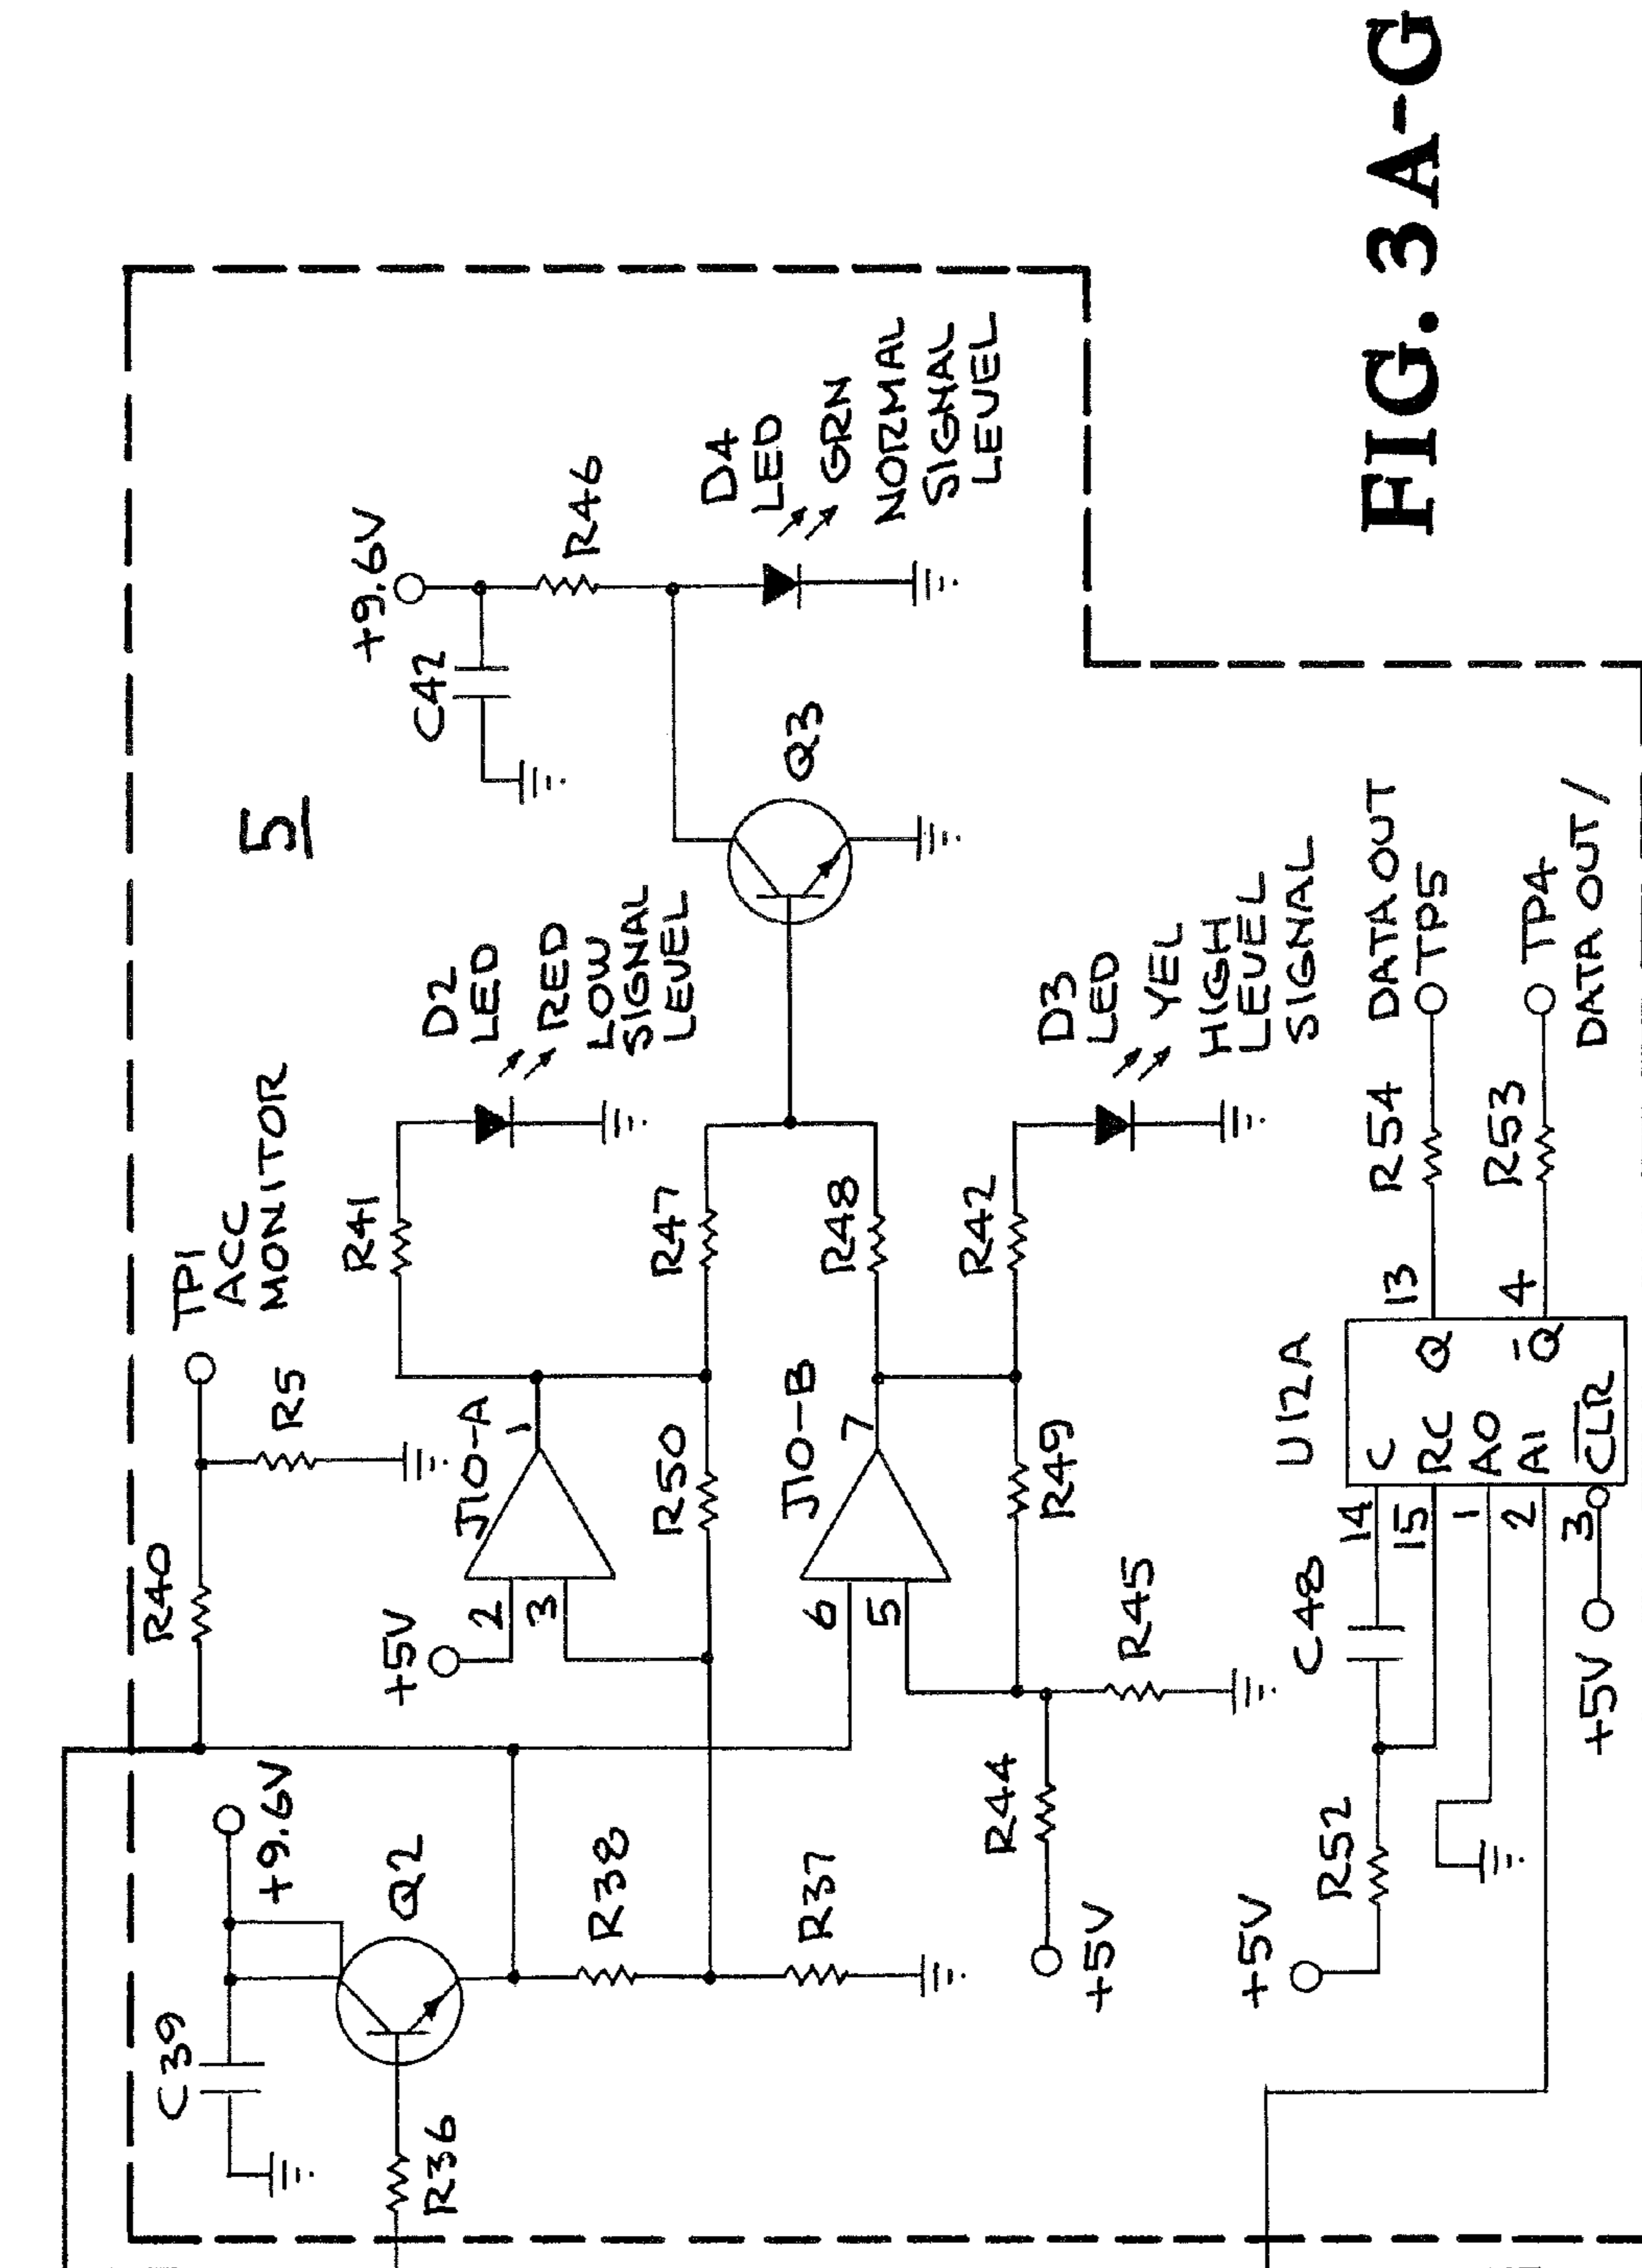 5
TP1
ACC
MONITOR
R40
R5
+9.6V
C39
Q2
R36
R38
R37
+5V
2
3
J10-A
1
R41
D2
LED
RED
LOW
SIGNAL
LEVEL
R50
R47
+9.6V
C42
R46
D4
LED
GRN
NORMAL
SIGNAL
LEVEL
Q3
6
5
J10-B
7
R48
R49
R42
D3
LED
YEL
HIGH
LEVEL
SIGNAL
R44
R45
+5V
U12A
C
RC
A0
A1
CLR
Q
Q̅
14
15
1
2
3
13
4
C48
R52
+5V
+5V
R54
DATA OUT
TP5
R53
TP4
DATA OUT /
FIG. 3A-G